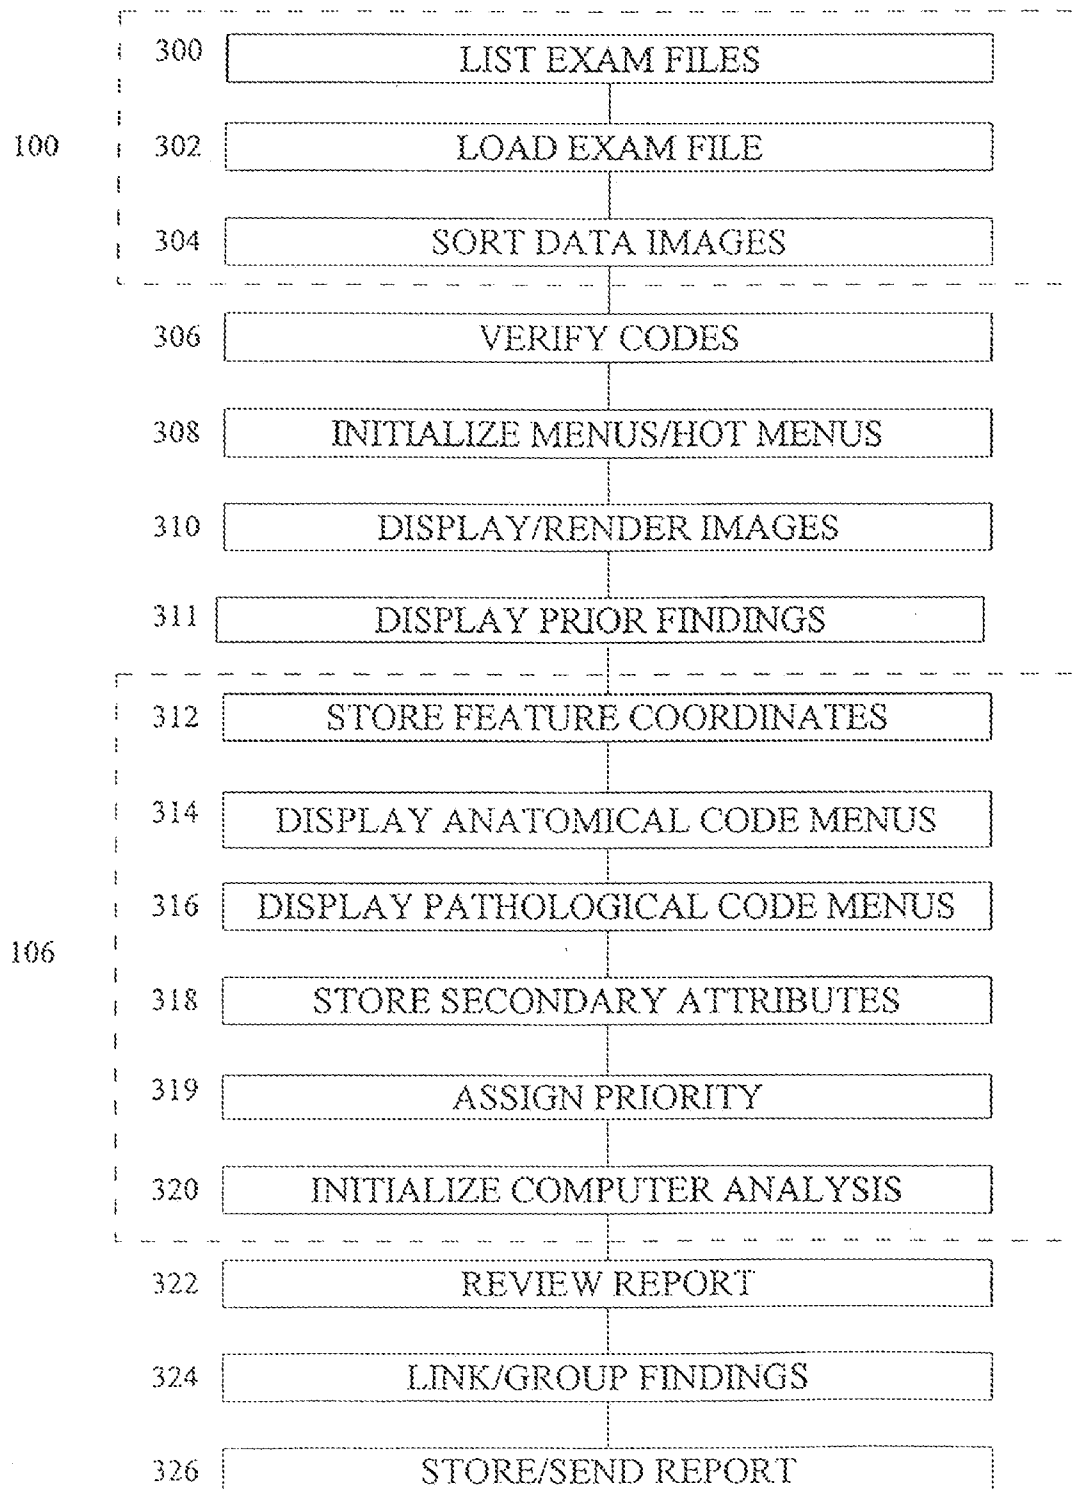 300 LIST EXAM FILES
100 302 LOAD EXAM FILE
304 SORT DATA IMAGES
306 VERIFY CODES
308 INITIALIZE MENUS/HOT MENUS
310 DISPLAY/RENDER IMAGES
311 DISPLAY PRIOR FINDINGS
312 STORE FEATURE COORDINATES
314 DISPLAY ANATOMICAL CODE MENUS
316 DISPLAY PATHOLOGICAL CODE MENUS
106
318 STORE SECONDARY ATTRIBUTES
319 ASSIGN PRIORITY
320 INITIALIZE COMPUTER ANALYSIS
322 REVIEW REPORT
324 LINK/GROUP FINDINGS
326 STORE/SEND REPORT